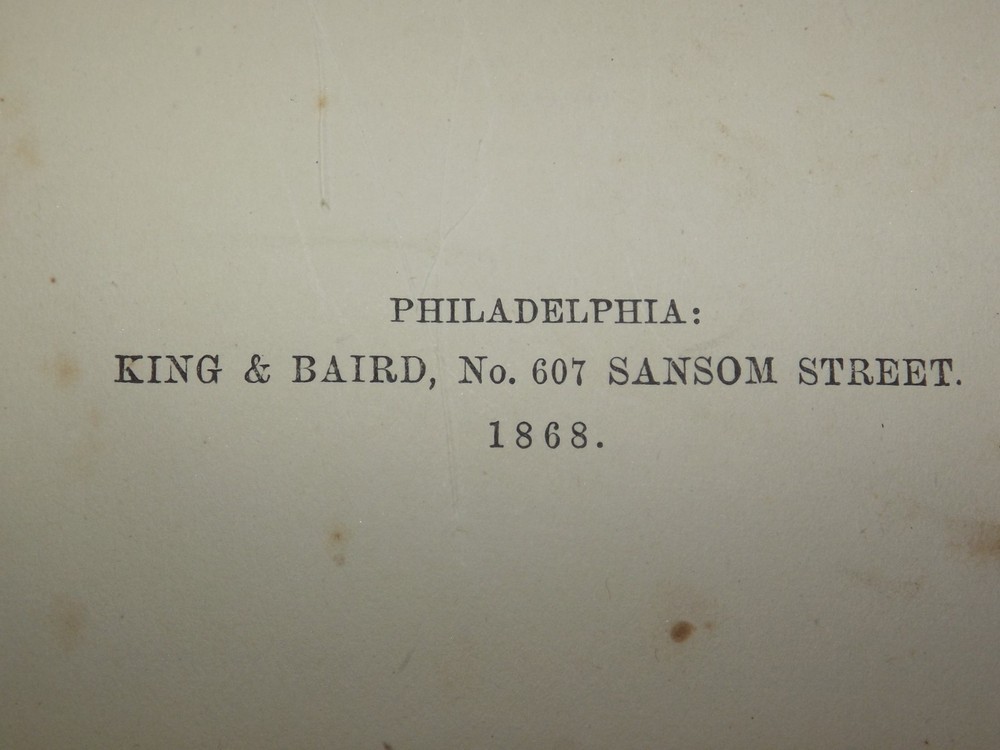 PHILADELPHIA:
KING & BAIRD, No. 607 SANSOM STREET.
1868.